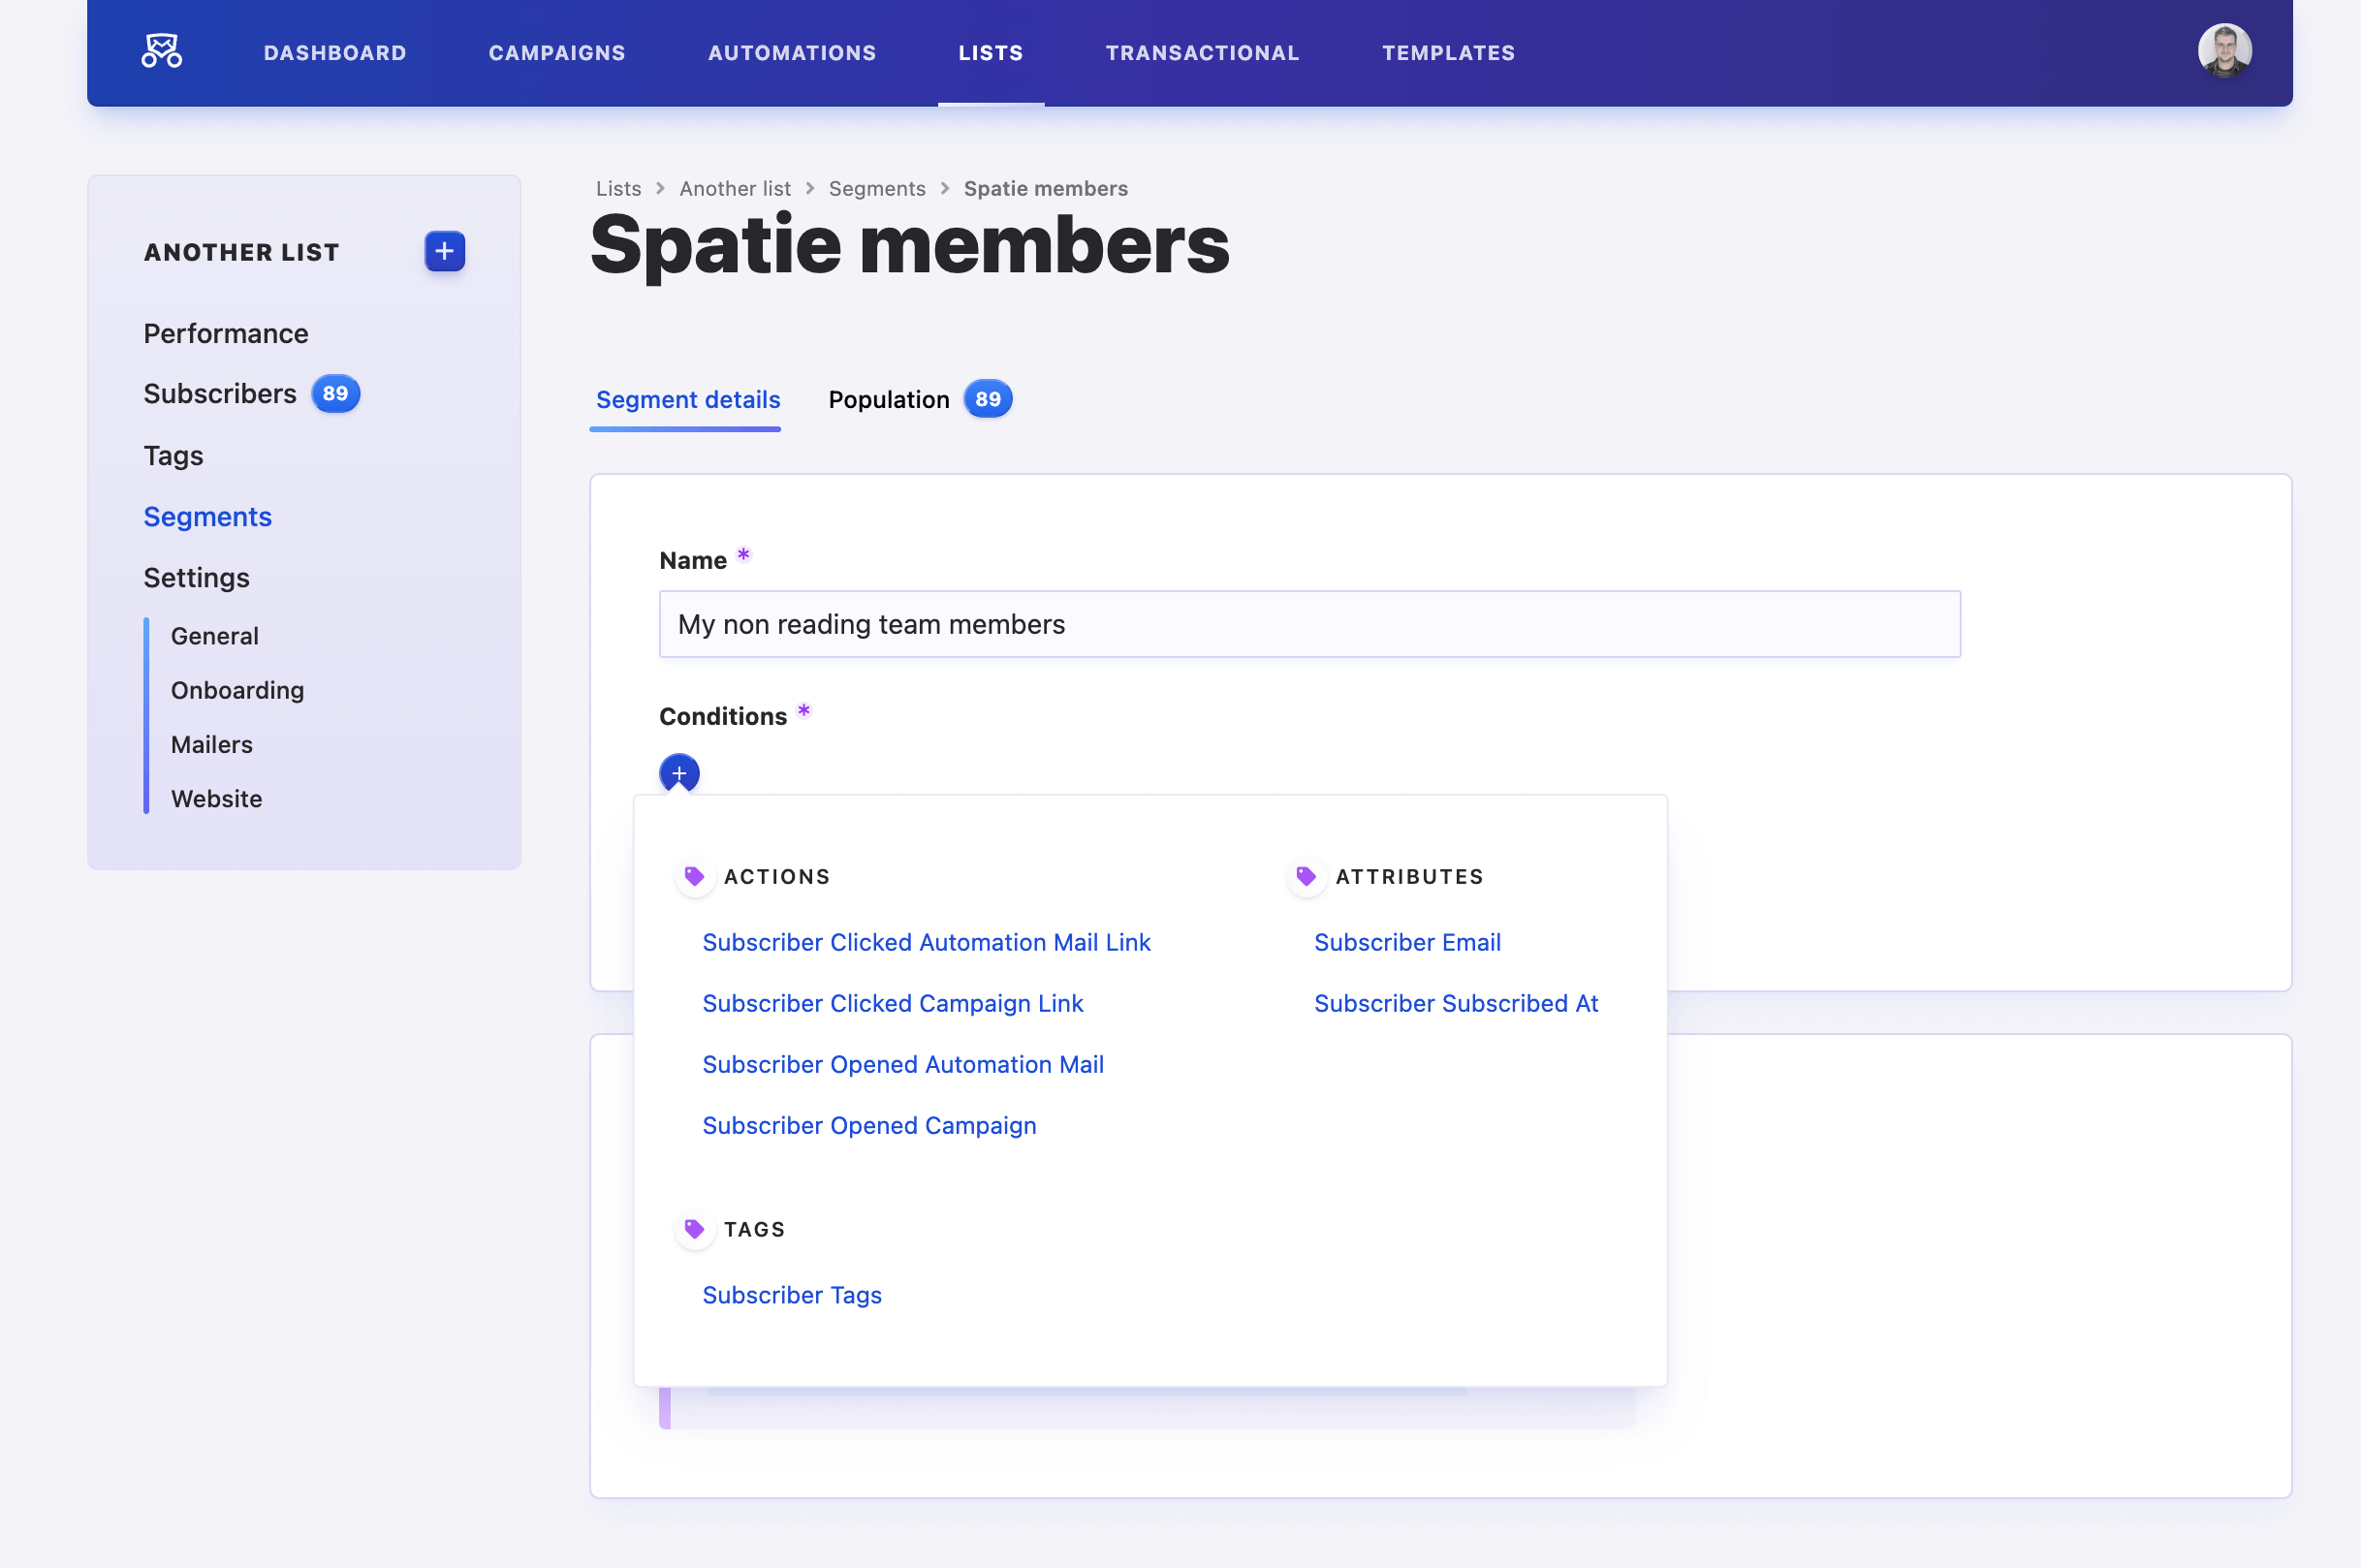 DASHBOARD CAMPAIGNS AUTOMATIONS LISTS TRANSACTIONAL TEMPLATES
ANOTHER LIST
Performance
Subscribers 89
Tags
Segments
Settings
General
Onboarding
Mailers
Website
Lists > Another list > Segments > Spatie members
Spatie members
Segment details Population 89
Name *
My non reading team members
Conditions *
ACTIONS
Subscriber Clicked Automation Mail Link
Subscriber Clicked Campaign Link
Subscriber Opened Automation Mail
Subscriber Opened Campaign
ATTRIBUTES
Subscriber Email
Subscriber Subscribed At
TAGS
Subscriber Tags